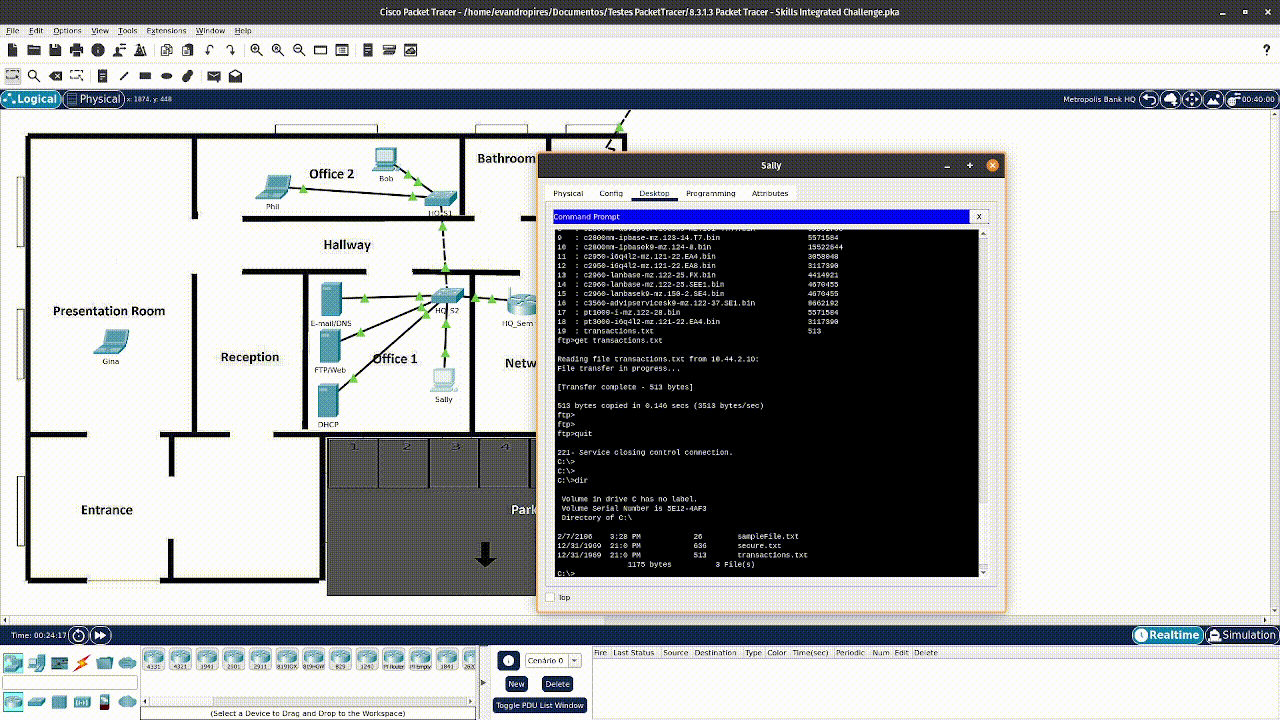 Cisco Packet Tracer - /home/evandropires/Documentos/Testes PacketTracer/8.3.1.3 Packet Tracer - Skills Integrated Challenge.pka
File Edit Options View Tools Extensions Window Help
Logical Physical x: 1874, y: 448 Metropolis Bank HQ 00:40:00
Bathroom
Office 2
Bob
Phil
HQ_S1
Hallway
Presentation Room
Gina
Reception
E-mail/DNS
HQ_S2
FTP/Web
Office 1
DHCP
Sally
Netw
Entrance
1 2 3 4
Park
Sally
Physical Config Desktop Programming Attributes
Command Prompt X
9 : c2800nm-ipbase-mz.123-14.T7.bin 5571584
10 : c2800nm-ipbasek9-mz.124-8.bin 15522644
11 : c2950-i6q4l2-mz.121-22.EA4.bin 3058048
12 : c2950-i6q4l2-mz.121-22.EA8.bin 3117390
13 : c2960-lanbase-mz.122-25.FX.bin 4414921
14 : c2960-lanbase-mz.122-25.SEE1.bin 4670455
15 : c2960-lanbasek9-mz.150-2.SE4.bin 4670455
16 : c3560-advipservicesk9-mz.122-37.SE1.bin 8662192
17 : pt1000-i-mz.122-28.bin 5571584
18 : pt3000-i6q4l2-mz.121-22.EA4.bin 3117390
19 : transactions.txt 513
ftp>get transactions.txt
Reading file transactions.txt from 10.44.2.10:
File transfer in progress...
[Transfer complete - 513 bytes]
513 bytes copied in 0.146 secs (3513 bytes/sec)
ftp>
ftp>
ftp>quit
221- Service closing control connection.
C:\>
C:\>
C:\>dir
Volume in drive C has no label.
Volume Serial Number is 5E12-4AF3
Directory of C:\
2/7/2106 3:28 PM 26 sampleFile.txt
12/31/1969 21:0 PM 636 secure.txt
12/31/1969 21:0 PM 513 transactions.txt
1175 bytes 3 File(s)
C:\>
Top
Time: 00:24:17 Realtime Simulation
4331 4321 1941 2901 2911 819IOX 819HGW 829 1240 PT-Router PT-Empty 1841
(Select a Device to Drag and Drop to the Workspace)
Cenário 0
New Delete
Toggle PDU List Window
Fire Last Status Source Destination Type Color Time(sec) Periodic Num Edit Delete